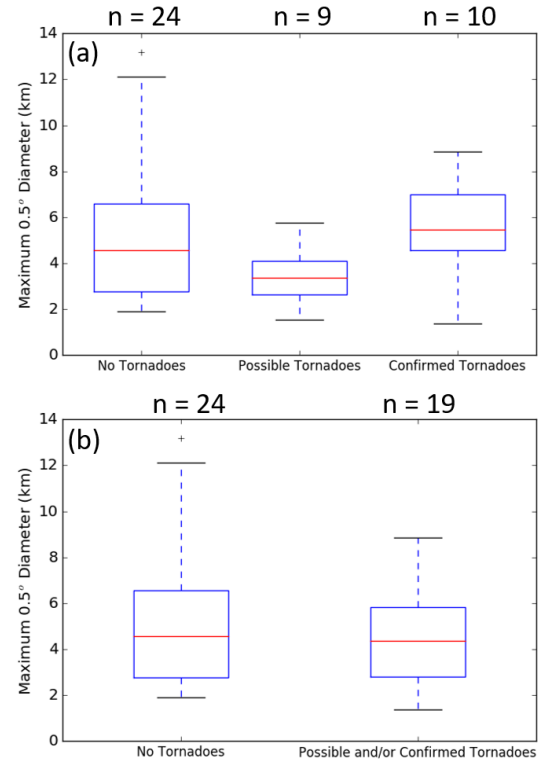 n = 24 n = 9 n = 10
(a)
14
12
10
8
6
4
2
0
Maximum 0.5° Diameter (km)
No Tornadoes Possible Tornadoes Confirmed Tornadoes
n = 24 n = 19
(b)
14
12
10
8
6
4
2
0
Maximum 0.5° Diameter (km)
No Tornadoes Possible and/or Confirmed Tornadoes